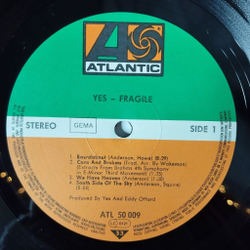 ATLANTIC
YES – FRAGILE
STEREO
GEMA
SIDE 1
1. Roundabout (Anderson, Howe) (8:29)
2. Cans And Brahms (Trad. Arr. By Wakeman)
(Extracts From Brahms 4th Symphony
in E Minor Third Movement) (1:35)
3. We Have Heaven (Anderson)
4. South Side Of The Sky (Anderson, Squire)
Produced by Yes and Eddy Offord
ATL 50 009
33